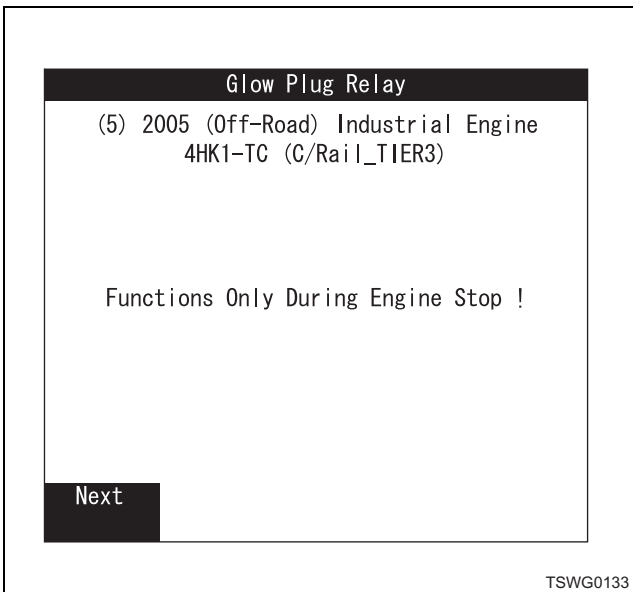 Glow Plug Relay
(5) 2005 (Off-Road) Industrial Engine
4HK1-TC (C/Rail_TIER3)
Functions Only During Engine Stop !
Next
TSWG0133